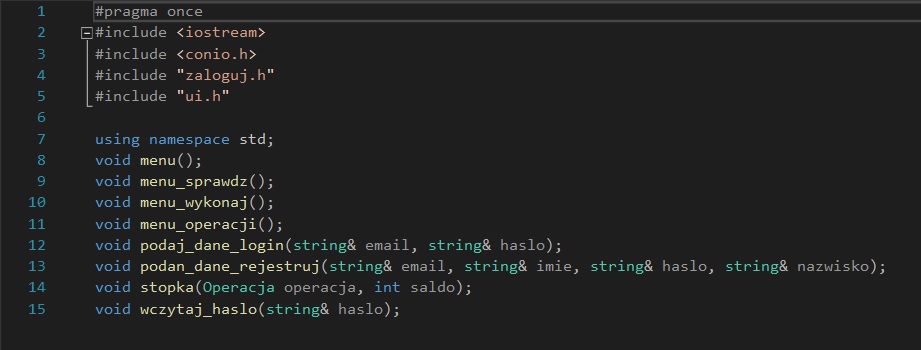 1 #pragma once
2 #include <iostream>
3 #include <conio.h>
4 #include "zaloguj.h"
5 #include "ui.h"
6
7 using namespace std;
8 void menu();
9 void menu_sprawdz();
10 void menu_wykonaj();
11 void menu_operacji();
12 void podaj_dane_login(string& email, string& haslo);
13 void podan_dane_rejestruj(string& email, string& imie, string& haslo, string& nazwisko);
14 void stopka(Operacja operacja, int saldo);
15 void wczytaj_haslo(string& haslo);